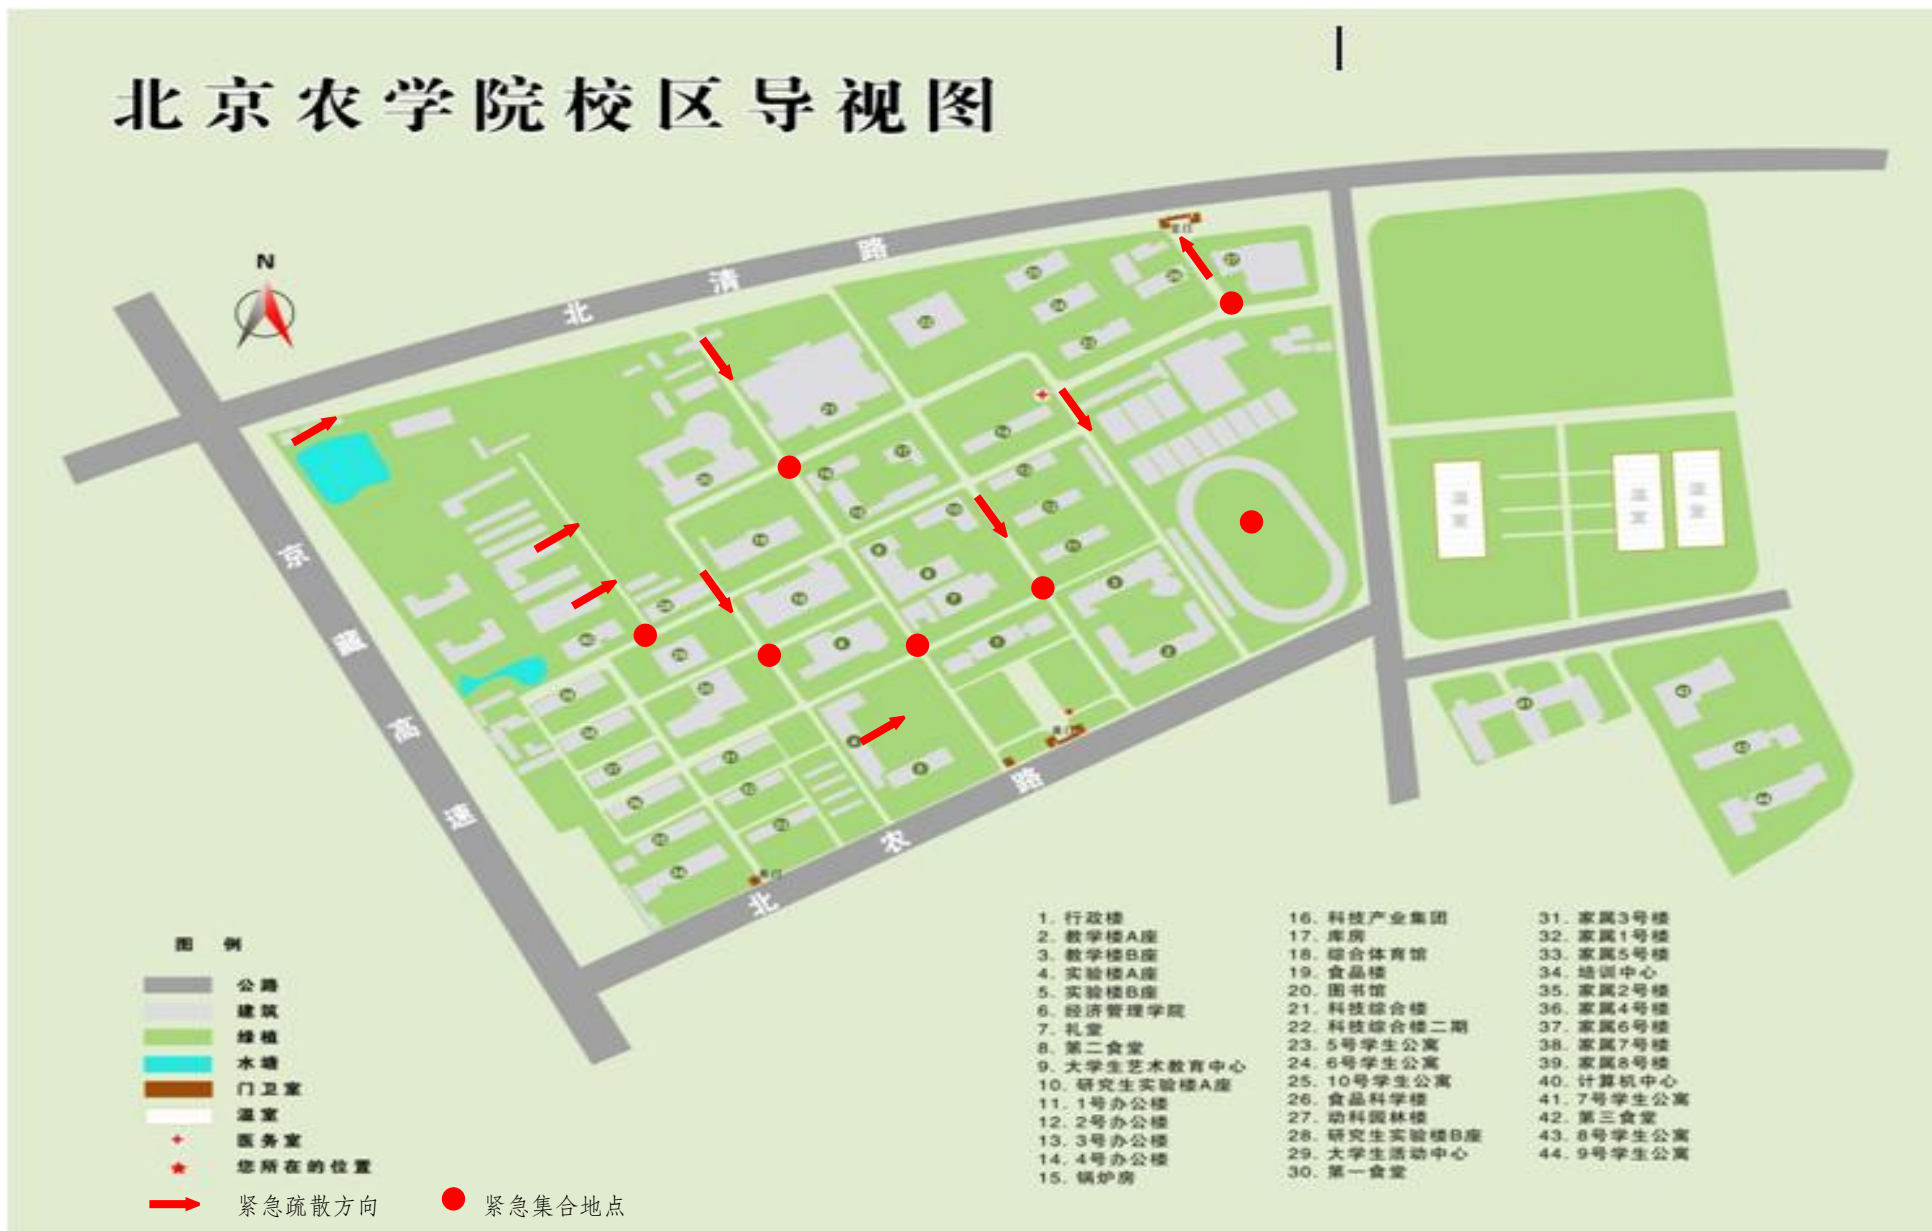 北京农学院校区导视图
N
北清路
京藏高速
北农路
温室
温室
温室
图 例
公路
建筑
绿植
水塘
门卫室
温室
医务室
您所在的位置
紧急疏散方向
紧急集合地点
1. 行政楼
2. 教学楼A座
3. 教学楼B座
4. 实验楼A座
5. 实验楼B座
6. 经济管理学院
7. 礼堂
8. 第二食堂
9. 大学生艺术教育中心
10. 研究生实验楼A座
11. 1号办公楼
12. 2号办公楼
13. 3号办公楼
14. 4号办公楼
15. 锅炉房
16. 科技产业集团
17. 库房
18. 综合体育馆
19. 食品楼
20. 图书馆
21. 科技综合楼
22. 科技综合楼二期
23. 5号学生公寓
24. 6号学生公寓
25. 10号学生公寓
26. 食品科学楼
27. 动科园林楼
28. 研究生实验楼B座
29. 大学生活动中心
30. 第一食堂
31. 家属3号楼
32. 家属1号楼
33. 家属5号楼
34. 培训中心
35. 家属2号楼
36. 家属4号楼
37. 家属6号楼
38. 家属7号楼
39. 家属8号楼
40. 计算机中心
41. 7号学生公寓
42. 第三食堂
43. 8号学生公寓
44. 9号学生公寓